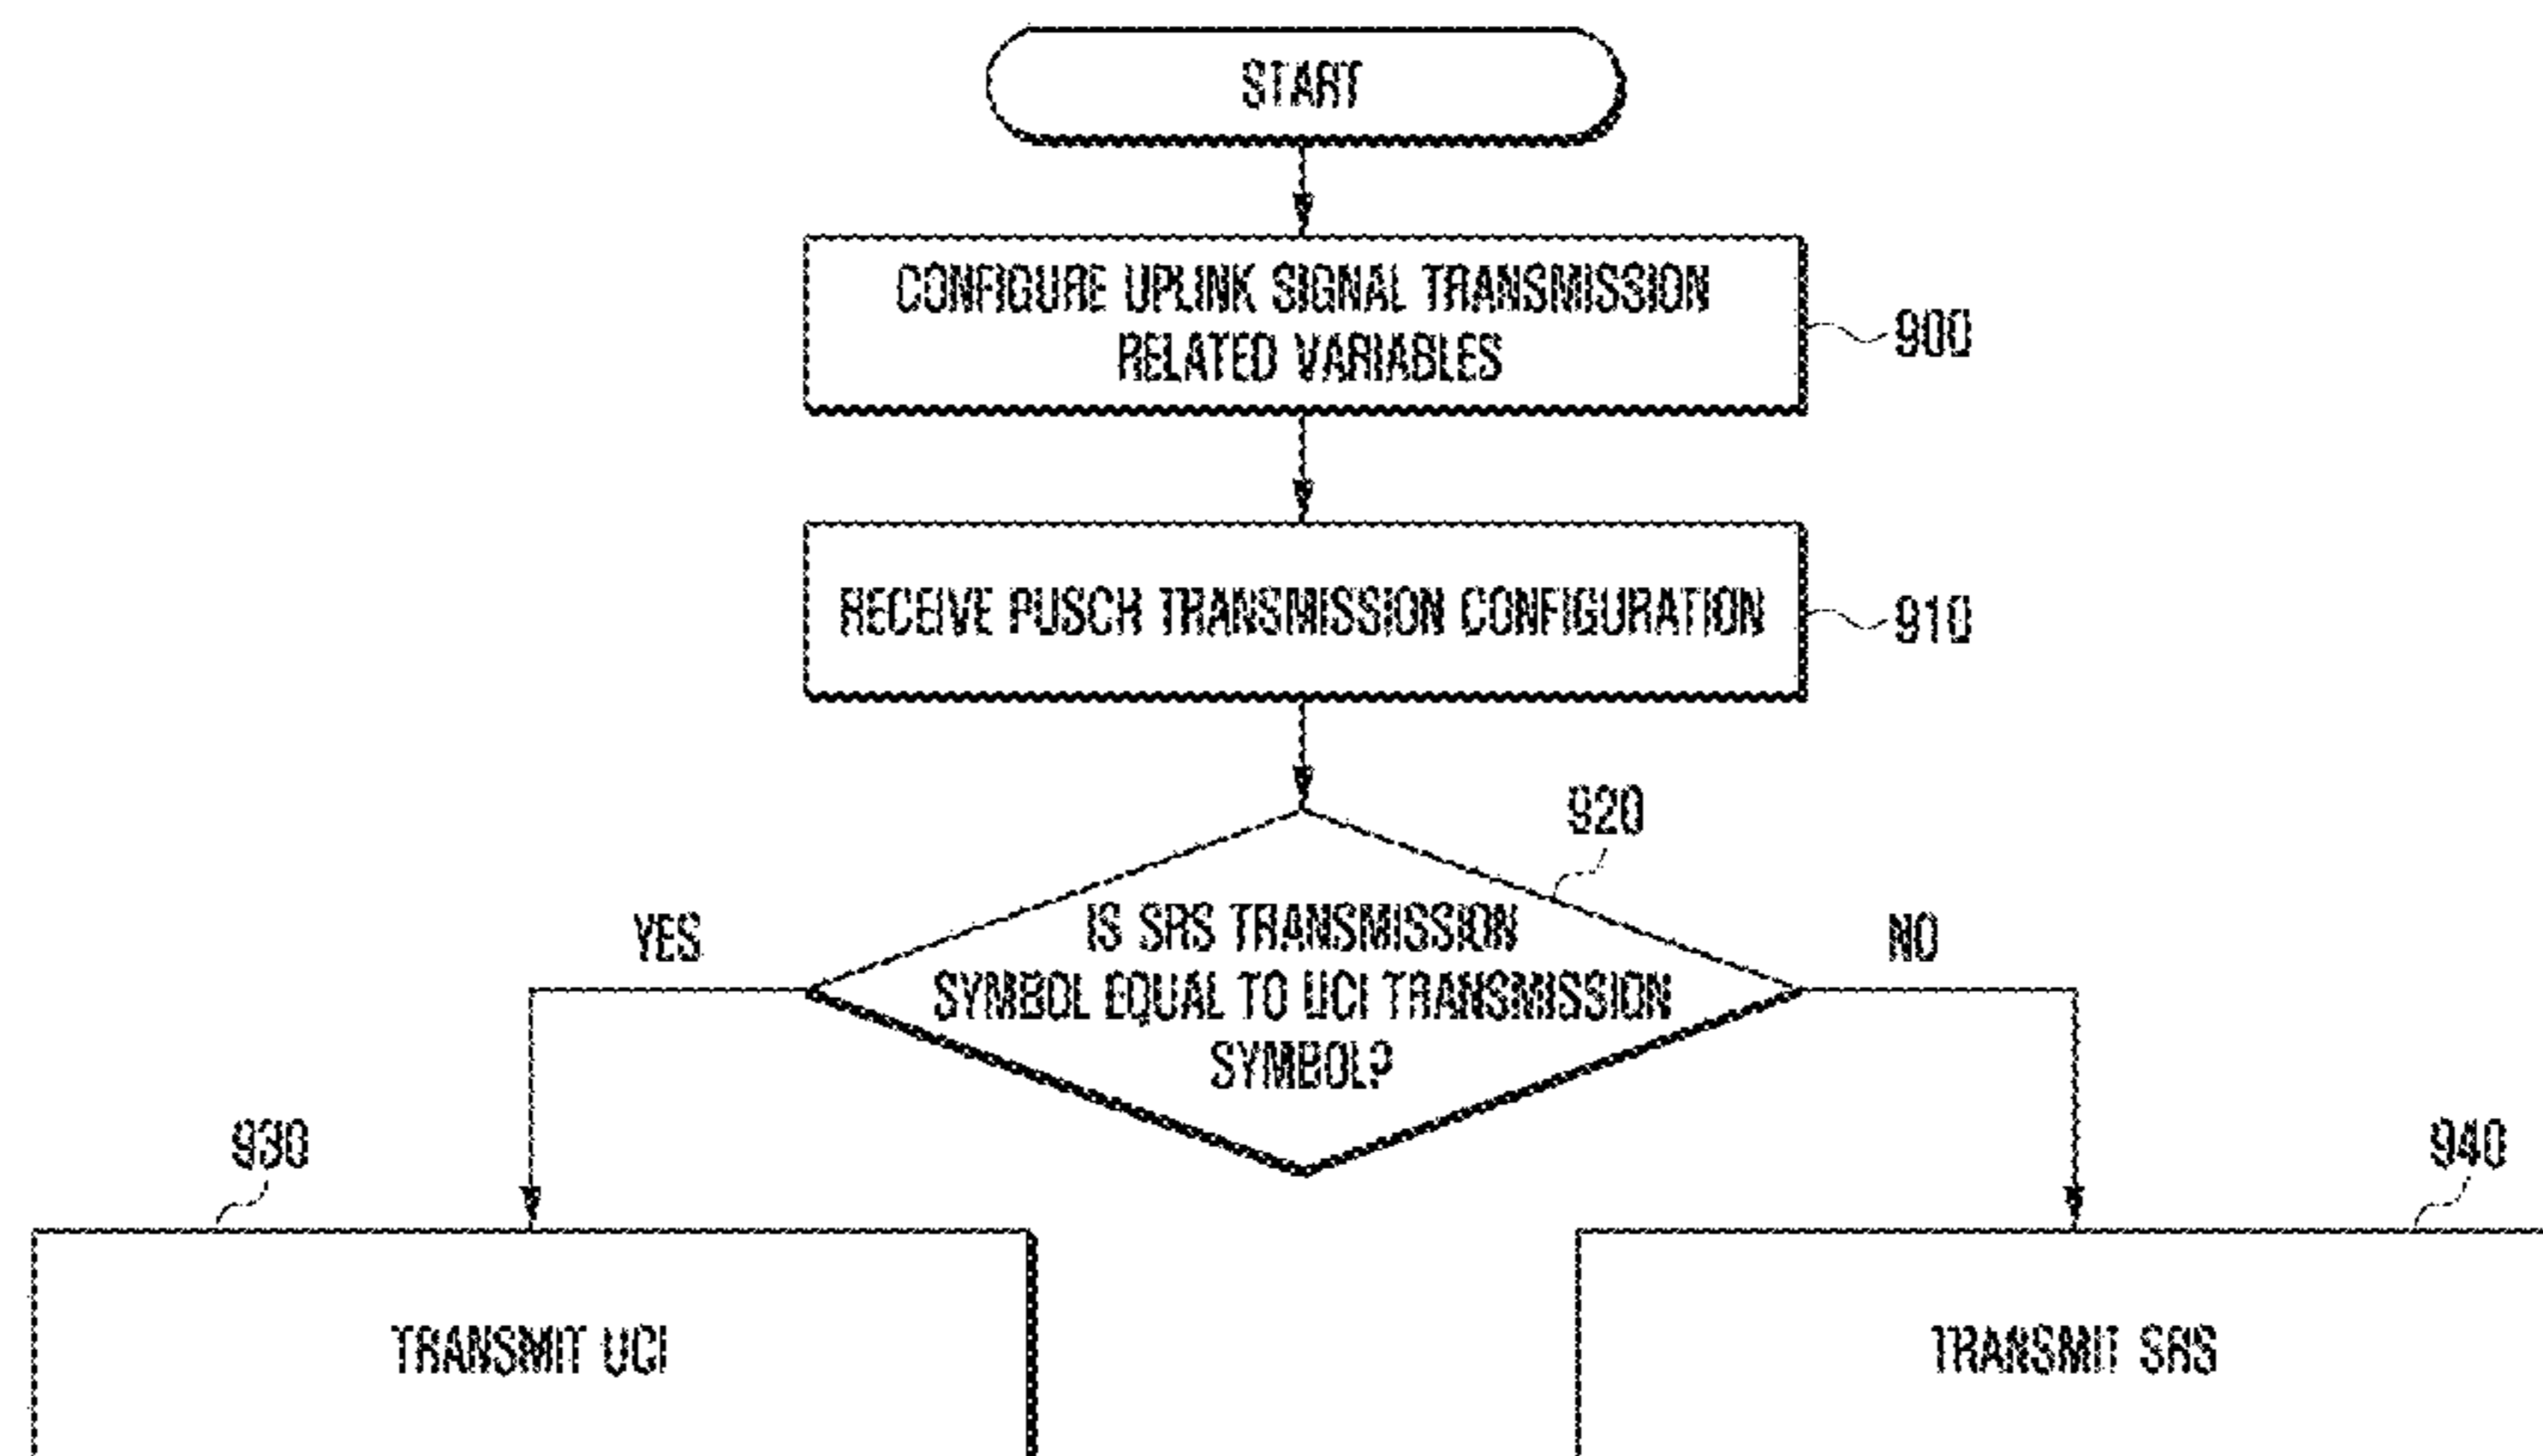 START
CONFIGURE UPLINK SIGNAL TRANSMISSION
RELATED VARIABLES
900
RECEIVE PUSCH TRANSMISSION CONFIGURATION
910
920
YES
NO
IS SRS TRANSMISSION
SYMBOL EQUAL TO UCI TRANSMISSION
SYMBOL?
930
940
TRANSMIT UCI
TRANSMIT SRS